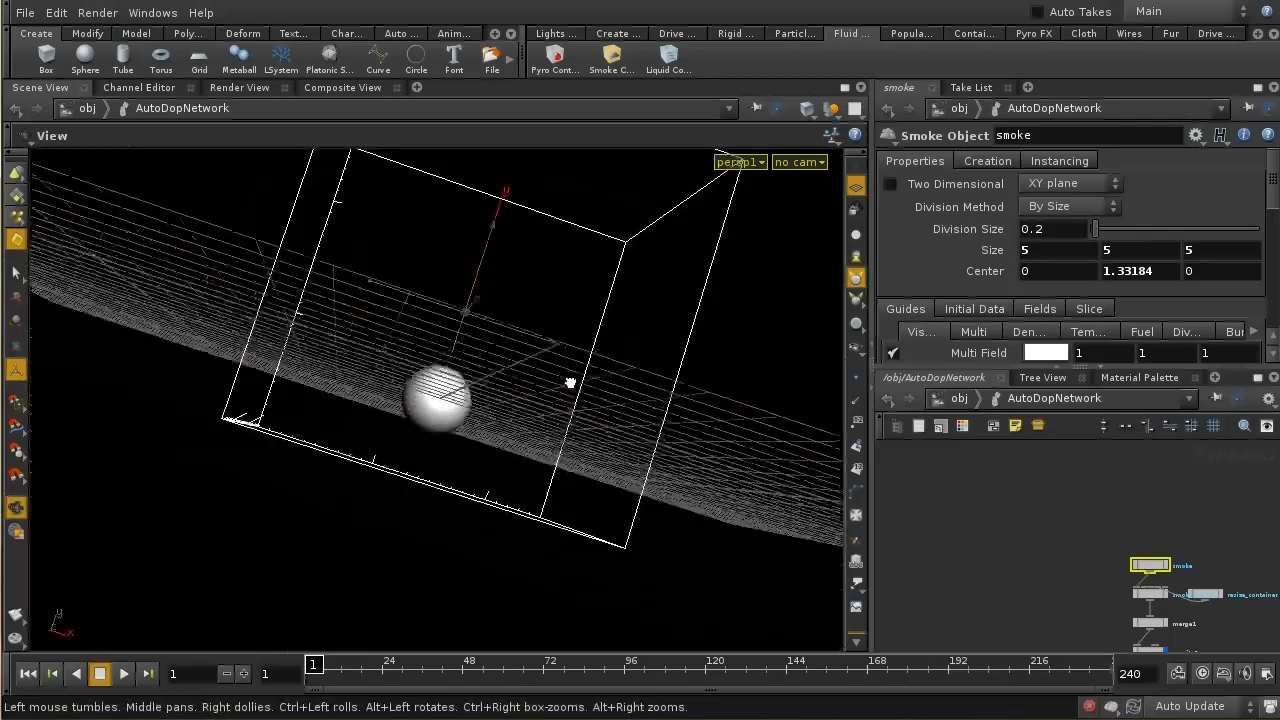 File Edit Render Windows Help Auto Takes Main
Create Modify Model Poly... Deform Text... Char... Auto ... Anim... Lights ... Create ... Drive ... Rigid ... Particl... Fluid ... Popula... Contai... Pyro FX Cloth Wires Fur Drive ...
Box Sphere Tube Torus Grid Metaball LSystem Platonic S... Curve Circle Font File Pyro Cont... Smoke C... Liquid Co...
Scene View Channel Editor Render View Composite View smoke Take List
obj AutoDopNetwork obj AutoDopNetwork
View Smoke Object smoke
persp1 no cam Properties Creation Instancing
Two Dimensional XY plane
Division Method By Size
Division Size 0.2
Size 5 5 5
Center 0 1.33184 0
Guides Initial Data Fields Slice
Vis... Multi Den... Tem... Fuel Div... Bur
Multi Field 1 1 1
/obj/AutoDopNetwork Tree View Material Palette
obj AutoDopNetwork
smoke
resize_container
merge1
y
x
1 1 1 24 48 72 96 120 144 168 192 216 240
Left mouse tumbles. Middle pans. Right dollies. Ctrl+Left rolls. Alt+Left rotates. Ctrl+Right box-zooms. Alt+Right zooms. Auto Update